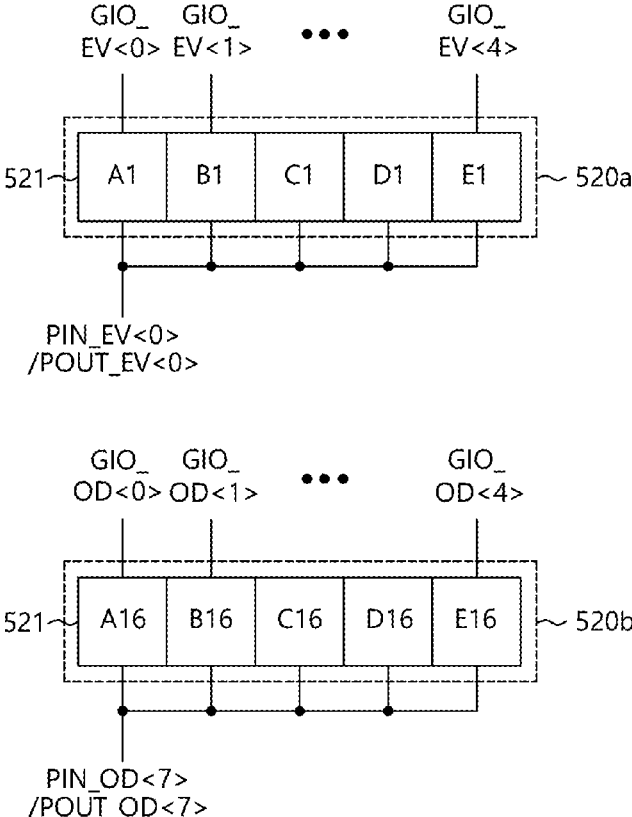 GIO_ GIO_ GIO_
EV<0> EV<1> ••• EV<4>
521 A1 B1 C1 D1 E1 520a
PIN_EV<0>
/POUT_EV<0>
GIO_ GIO_ GIO_
OD<0> OD<1> ••• OD<4>
521 A16 B16 C16 D16 E16 520b
PIN_OD<7>
/POUT_OD<7>